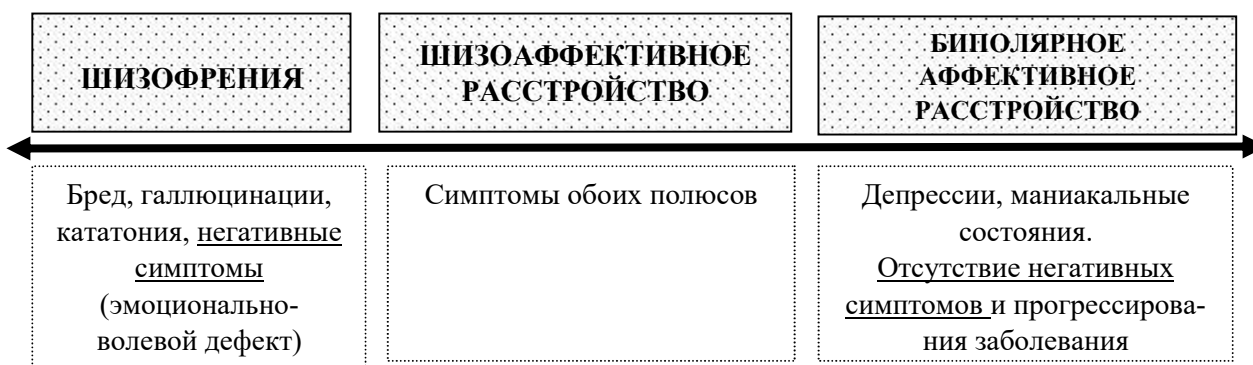 ШИЗОФРЕНИЯ
ШИЗОАФФЕКТИВНОЕ
РАССТРОЙСТВО
БИПОЛЯРНОЕ
АФФЕКТИВНОЕ
РАССТРОЙСТВО
Бред, галлюцинации,
кататония, негативные
симптомы
(эмоционально-
волевой дефект)
Симптомы обоих полюсов
Депрессии, маниакальные
состояния.
Отсутствие негативных
симптомов и прогрессирова-
ния заболевания